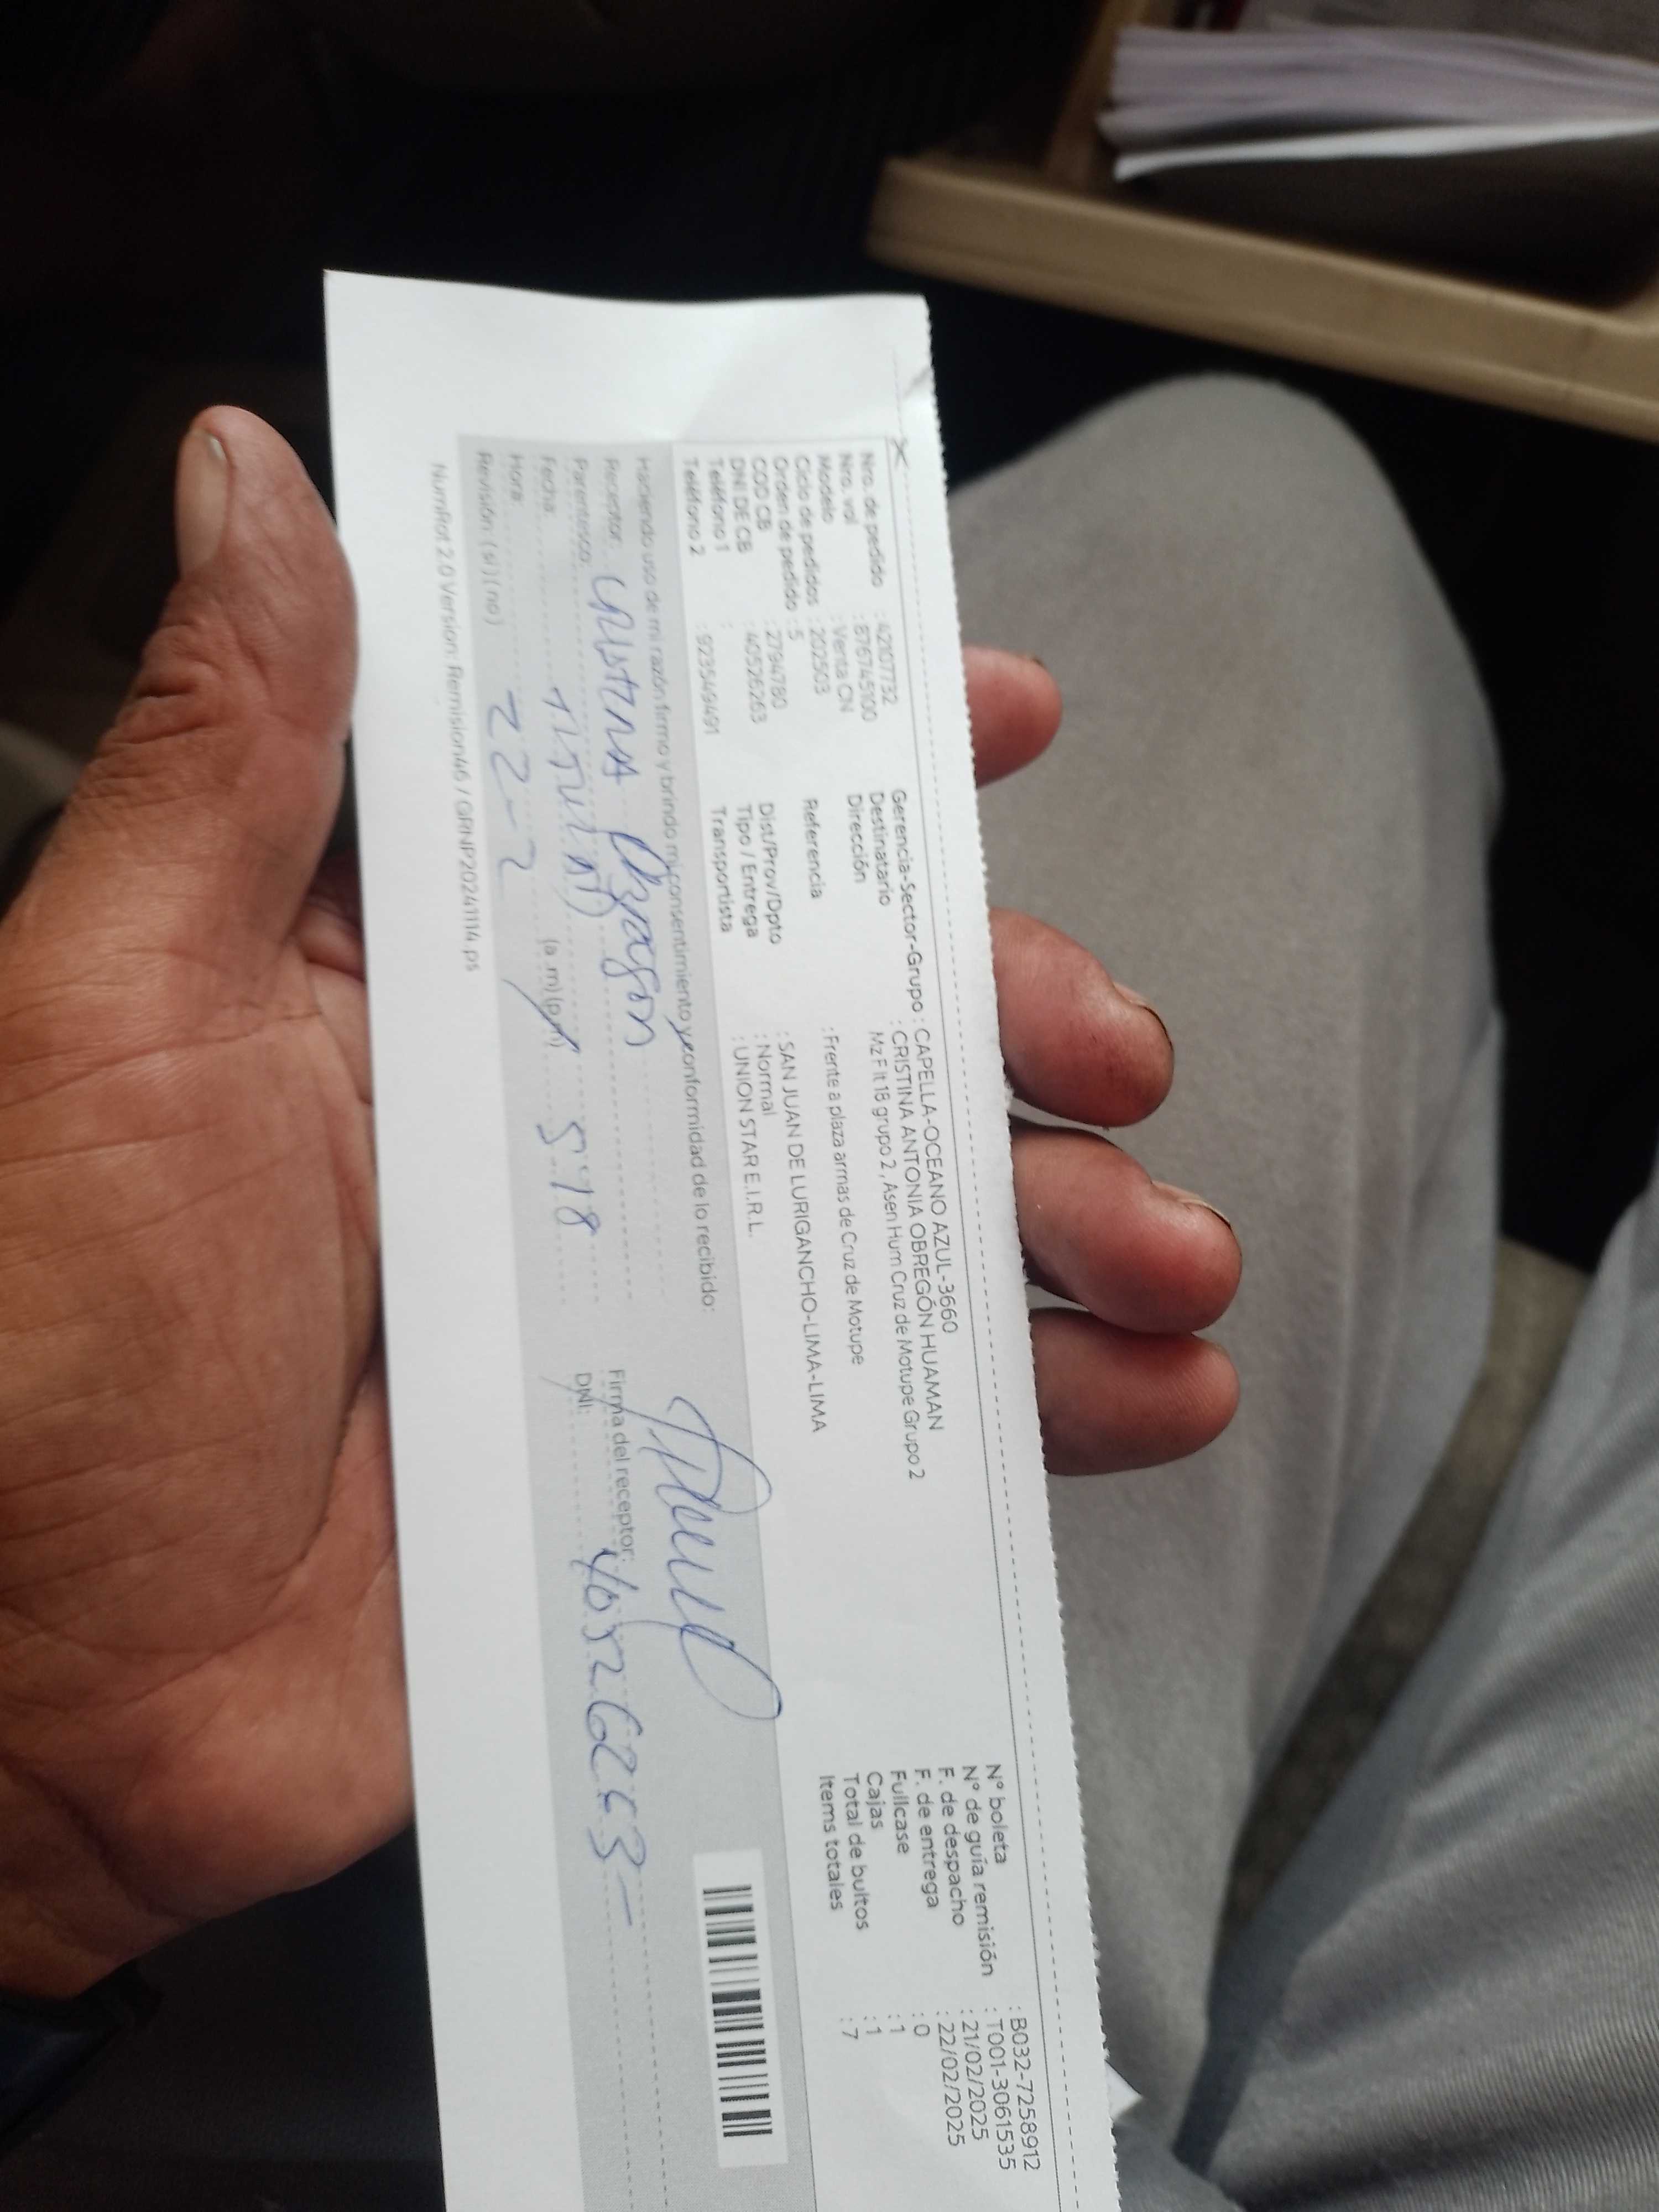 Nro. de pedido : 42107732
Nro. val : 876745100
Modelo : Venta CN
Ciclo de pedidos : 202503
Orden de pedido : 5
COD CB : 2794780
DNI DE CB : 40526263
Teléfono 1 :
Teléfono 2 : 923549491
Gerencia-Sector-Grupo : CAPELLA-OCEANO AZUL-3660
Destinatario : CRISTINA ANTONIA OBREGÓN HUAMAN
Dirección Mz F lt 18 grupo 2 , Asen Hum Cruz de Motupe Grupo 2
Referencia : Frente a plaza armas de Cruz de Motupe
Dist/Prov/Dpto : SAN JUAN DE LURIGANCHO-LIMA-LIMA
Tipo / Entrega : Normal
Transportista : UNION STAR E.I.R.L.
N° boleta : B032-7258912
N° de guía remisión : T001-3061535
F. de despacho : 21/02/2025
F. de entrega : 22/02/2025
Fullcase : 0
Cajas : 1
Total de bultos : 1
Items totales : 7
Haciendo uso de mi razón firmo y brindo mi consentimiento y conformidad de lo recibido:
Receptor: Cristina Obregon
Parentesco: titular
Fecha: 22-2
Hora: (a .m) (p.m) 5 18
Revisión: (si) (no)
Firma del receptor:
DNI: 40526263
NumRot 2.0 Version: Remision46 / GRNP20241114.ps